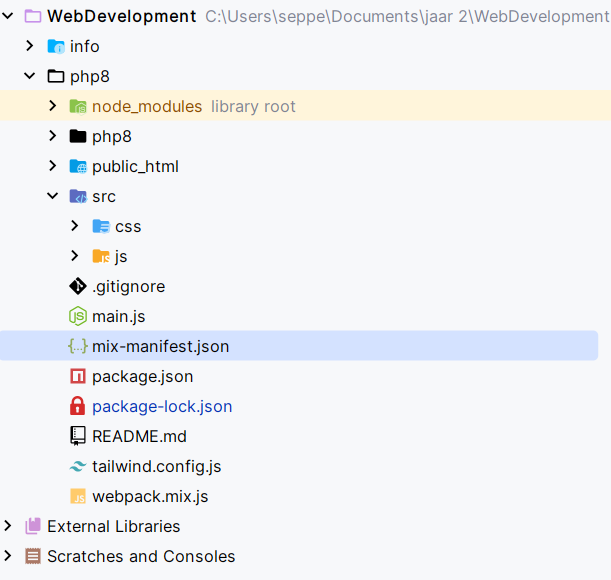 WebDevelopment C:\Users\seppe\Documents\jaar 2\WebDevelopment
info
php8
node_modules library root
php8
public_html
src
css
js
.gitignore
main.js
mix-manifest.json
package.json
package-lock.json
README.md
tailwind.config.js
webpack.mix.js
External Libraries
Scratches and Consoles